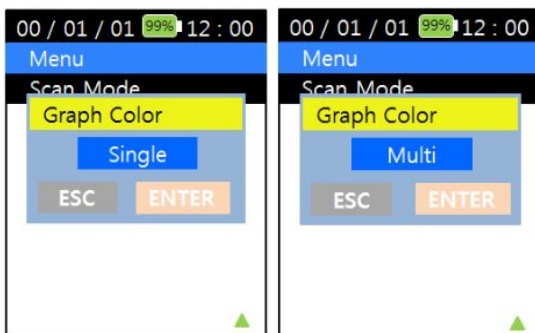 00 / 01 / 01 99% 12 : 00
Menu
Scan Mode
Graph Color
Single
ESC ENTER
00 / 01 / 01 99% 12 : 00
Menu
Scan Mode
Graph Color
Multi
ESC ENTER